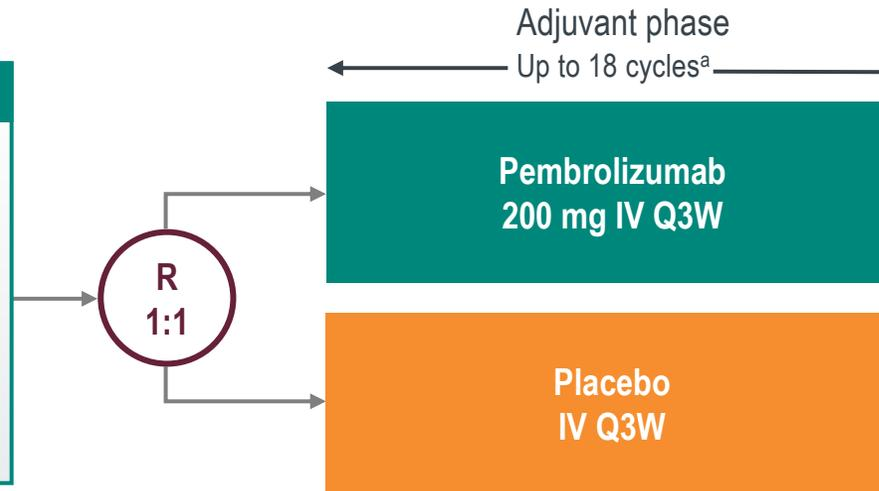 Adjuvant phase
Up to 18 cyclesᵃ
Pembrolizumab
200 mg IV Q3W
R
1:1
Placebo
IV Q3W